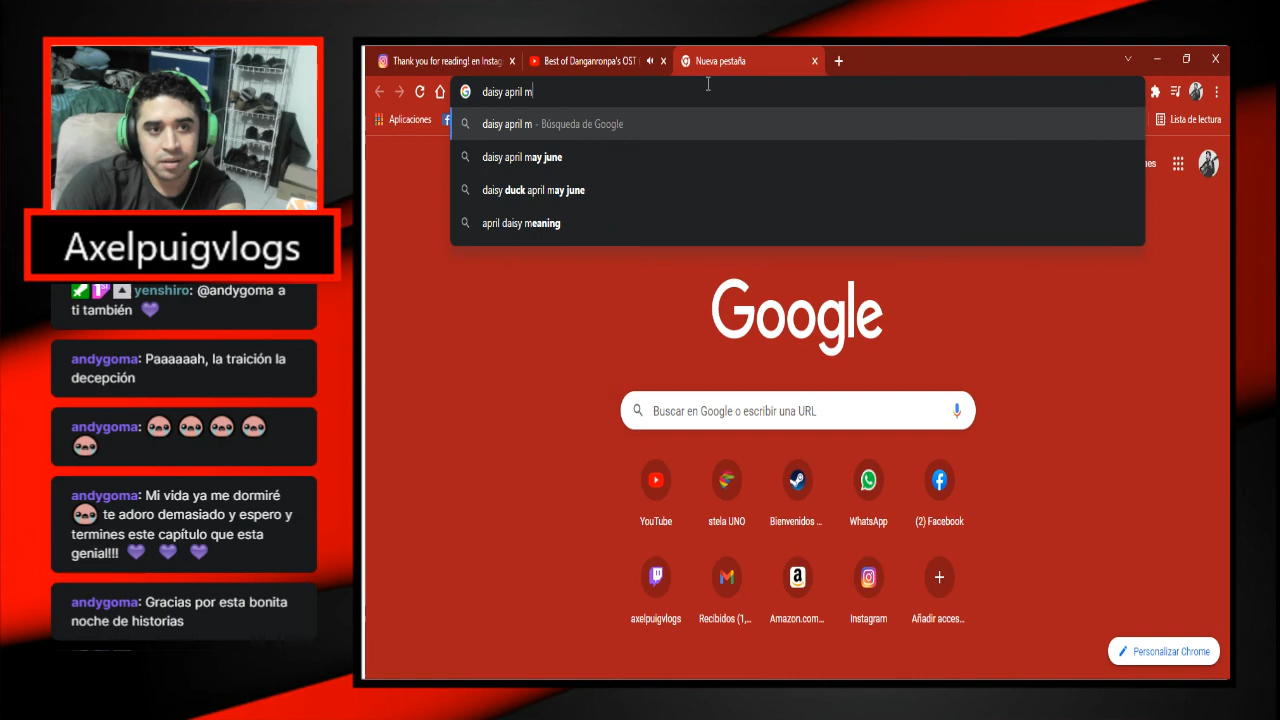 Thank you for reading! en Instag
Best of Danganronpa's OST
Nueva pestaña
daisy april m
Aplicaciones
Lista de lectura
daisy april m - Búsqueda de Google
daisy april may june
daisy duck april may june
april daisy meaning
Google
Buscar en Google o escribir una URL
YouTube
stela UNO
Bienvenidos ...
WhatsApp
(2) Facebook
axelpuigvlogs
Recibidos (1,...
Amazon.com...
Instagram
Añadir acces...
Personalizar Chrome
Axelpuigvlogs
yenshiro: @andygoma a
ti también
andygoma: Paaaaaah, la traición la
decepción
andygoma:
andygoma: Mi vida ya me dormiré
te adoro demasiado y espero y
termines este capítulo que esta
genial!!!
andygoma: Gracias por esta bonita
noche de historias